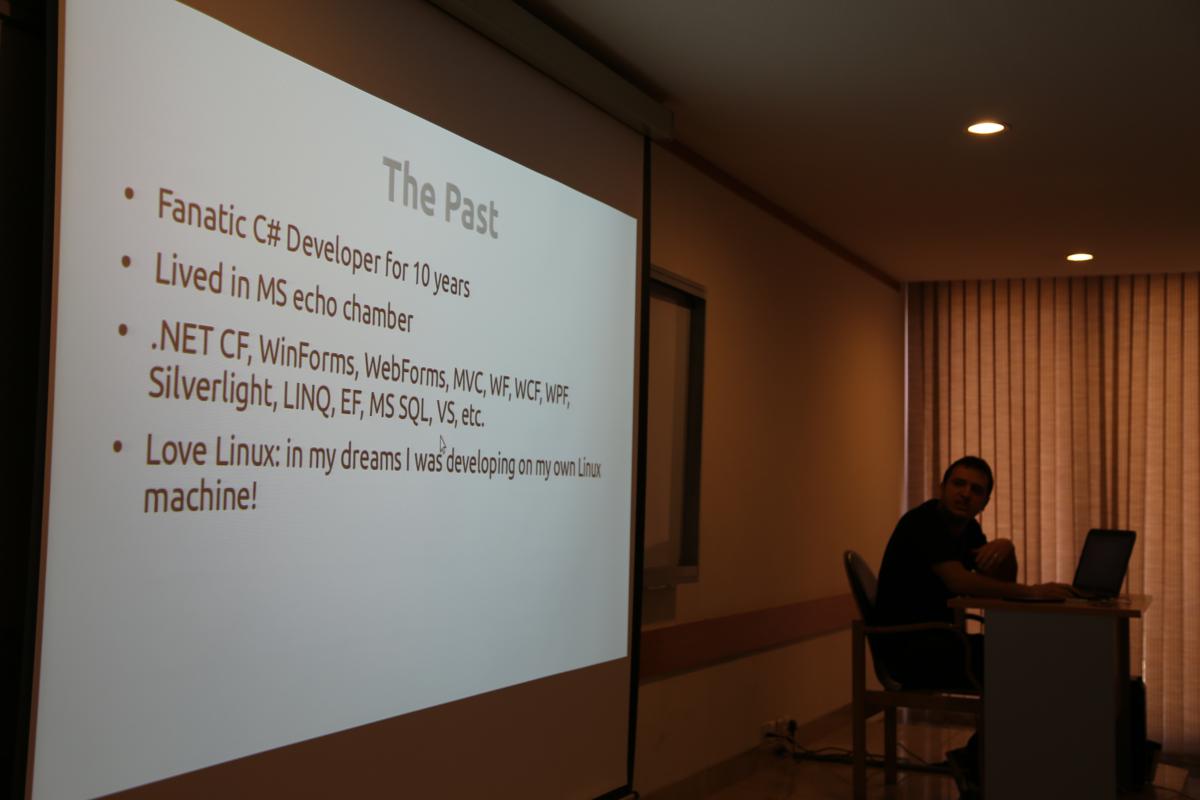 The Past
• Fanatic C# Developer for 10 years
• Lived in MS echo chamber
• .NET CF, WinForms, WebForms, MVC, WF, WCF, WPF,
Silverlight, LINQ, EF, MS SQL, VS, etc.
• Love Linux: in my dreams I was developing on my own Linux
machine!